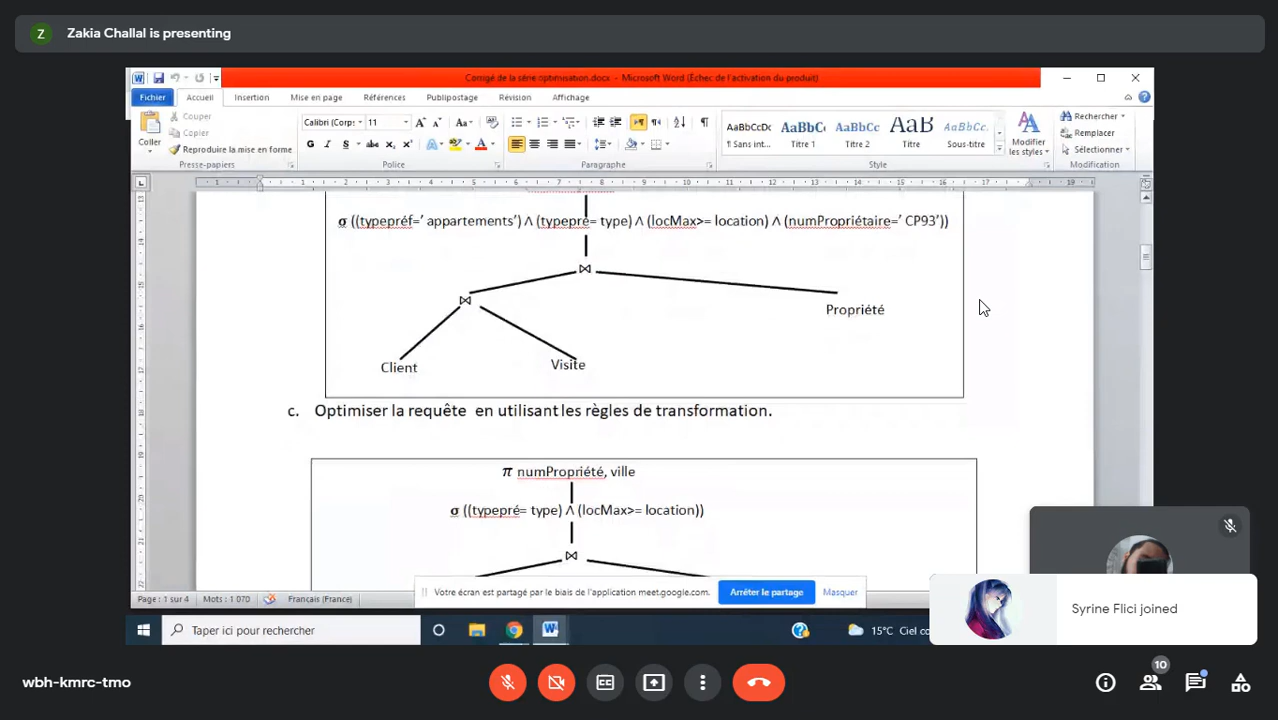 Z Zakia Challal is presenting
Corrigé de la série optimisation.docx - Microsoft Word (Échec de l'activation du produit)
Fichier Accueil Insertion Mise en page Références Publipostage Révision Affichage
Coller
Couper
Copier
Reproduire la mise en forme
Presse-papiers
Calibri (Corps 11
G I S abc x₂ x²
Police
Paragraphe
AaBbCcDc AaBbC AaBbCc AaB AaBbCc.
¶ Sans int... Titre 1 Titre 2 Titre Sous-titre
Modifier les styles
Style
Rechercher
Remplacer
Sélectionner
Modification
σ ((typepréf=' appartements') ∧ (typepré= type) ∧ (locMax>= location) ∧ (numPropriétaire=' CP93'))
⋈
⋈
Propriété
Client Visite
c. Optimiser la requête en utilisant les règles de transformation.
π numPropriété, ville
σ ((typepré= type) ∧ (locMax>= location))
⋈
Votre écran est partagé par le biais de l'application meet.google.com. Arrêter le partage Masquer
Page : 1 sur 4 Mots : 1 070 Français (France)
Syrine Flici joined
Taper ici pour rechercher
15°C Ciel co
wbh-kmrc-tmo
10